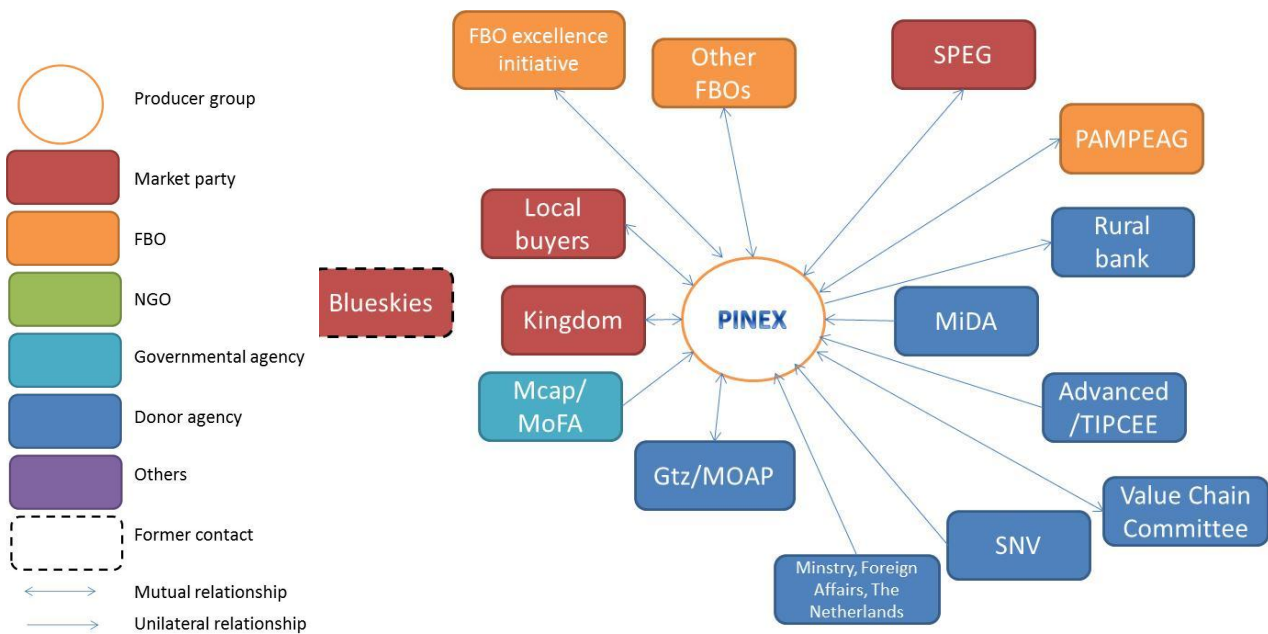 Producer group
Market party
FBO
NGO
Governmental agency
Donor agency
Others
Former contact
Mutual relationship
Unilateral relationship
FBO excellence
initiative
Other
FBOs
SPEG
PAMPEAG
Local
buyers
Rural
bank
Blueskies
Kingdom
PINEX
MiDA
Mcap/
MoFA
Advanced
/TIPCEE
Gtz/MOAP
Value Chain
Committee
SNV
Minstry, Foreign
Affairs, The
Netherlands